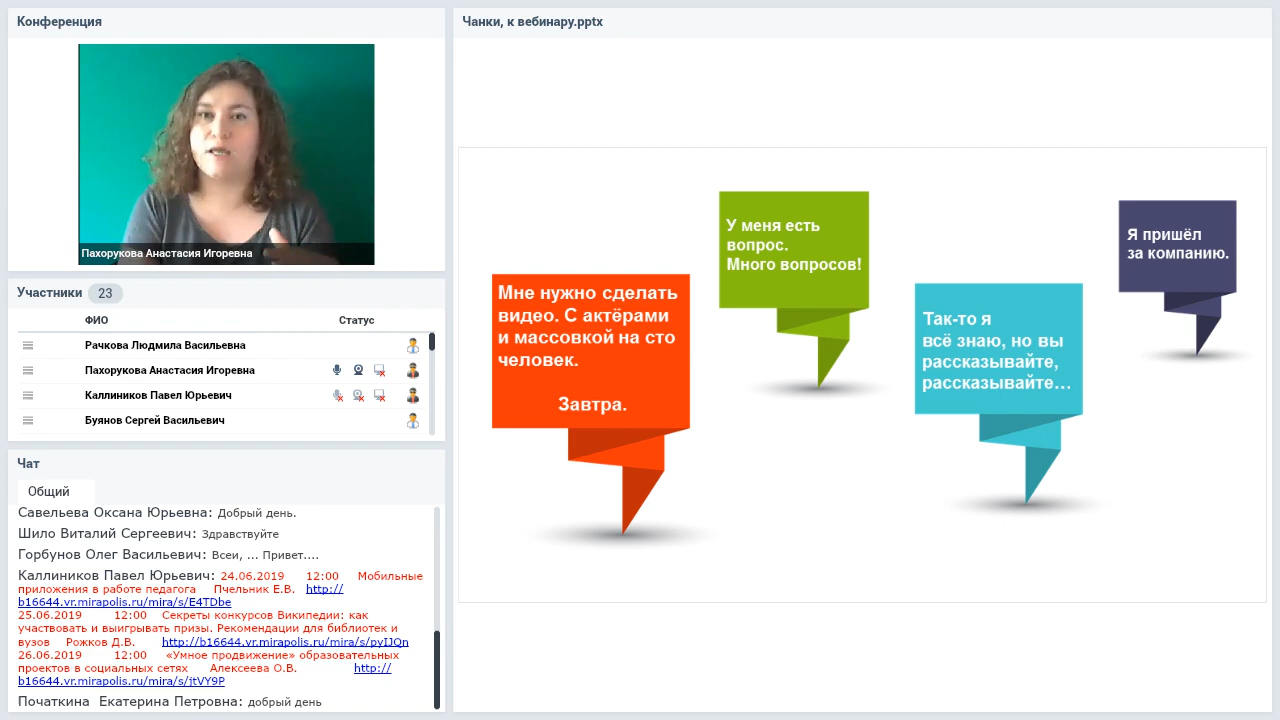 Конференция
Пахорукова Анастасия Игоревна
Участники 23
ФИО Статус
Рачкова Людмила Васильевна
Пахорукова Анастасия Игоревна
Каллиников Павел Юрьевич
Буянов Сергей Васильевич
Чат
Общий
Савельева Оксана Юрьевна: Добрый день.
Шило Виталий Сергеевич: Здравствуйте
Горбунов Олег Васильевич: Всеи, ... Привет....
Каллиников Павел Юрьевич: 24.06.2019 12:00 Мобильные
приложения в работе педагога Пчельник Е.В. http://
b16644.vr.mirapolis.ru/mira/s/E4TDbe
25.06.2019 12:00 Секреты конкурсов Википедии: как
участвовать и выигрывать призы. Рекомендации для библиотек и
вузов Рожков Д.В. http://b16644.vr.mirapolis.ru/mira/s/pyIJQn
26.06.2019 12:00 «Умное продвижение» образовательных
проектов в социальных сетях Алексеева О.В. http://
b16644.vr.mirapolis.ru/mira/s/jtVY9P
Початкина Екатерина Петровна: добрый день
Чанки, к вебинару.pptx
Мне нужно сделать
видео. С актёрами
и массовкой на сто
человек.
Завтра.
У меня есть
вопрос.
Много вопросов!
Так-то я
всё знаю, но вы
рассказывайте,
рассказывайте...
Я пришёл
за компанию.